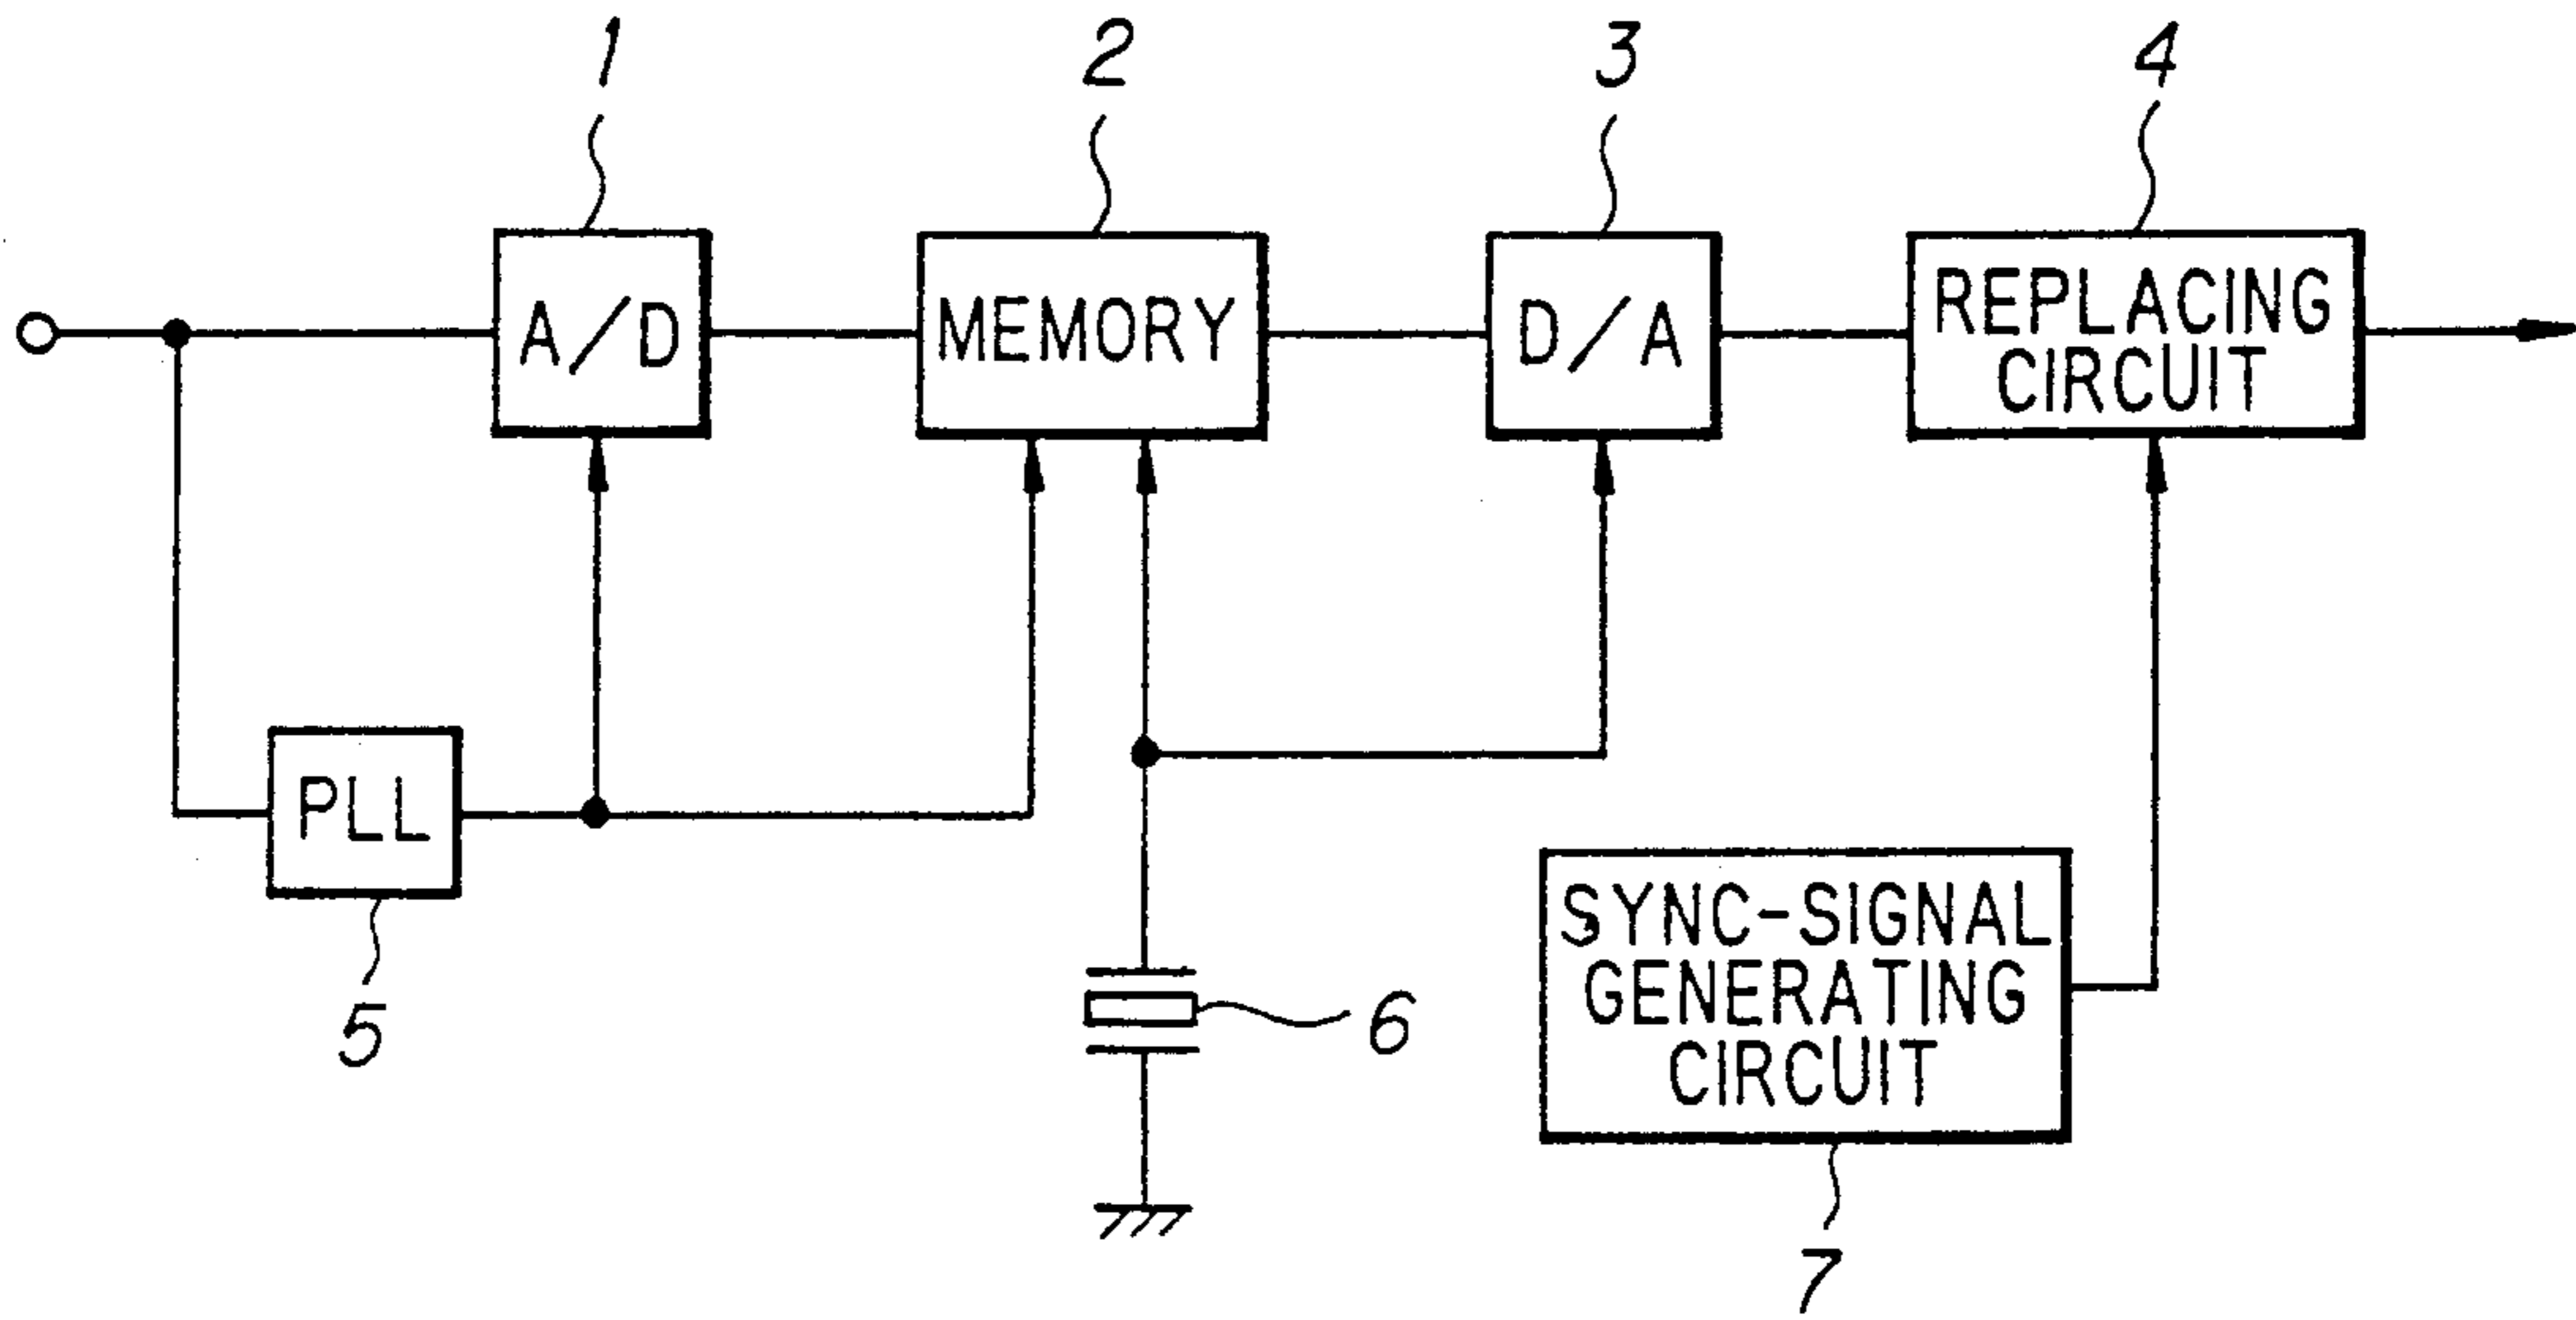 1
2
3
4
A/D
MEMORY
D/A
REPLACING
CIRCUIT
PLL
5
6
SYNC-SIGNAL
GENERATING
CIRCUIT
7